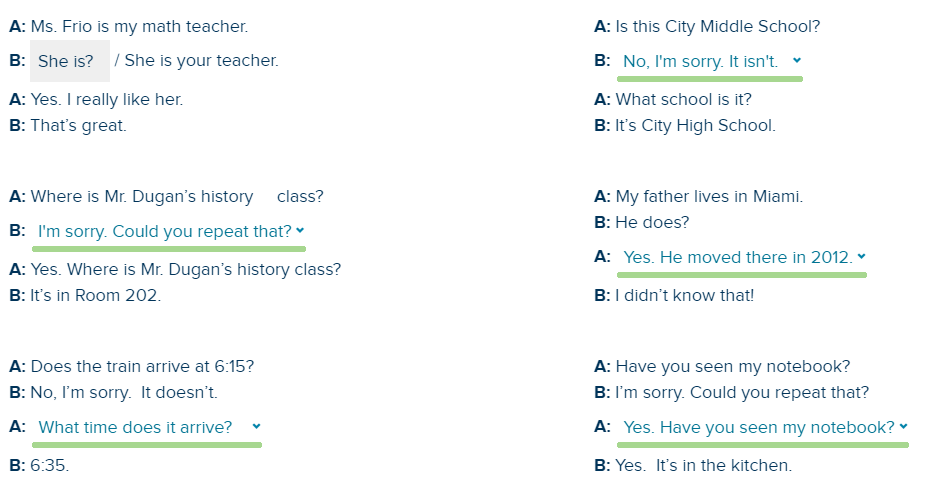 A: Ms. Frio is my math teacher.
B: She is? / She is your teacher.
A: Yes. I really like her.
B: That's great.
A: Is this City Middle School?
B: No, I'm sorry. It isn't.
A: What school is it?
B: It's City High School.
A: Where is Mr. Dugan's history class?
B: I'm sorry. Could you repeat that?
A: Yes. Where is Mr. Dugan's history class?
B: It's in Room 202.
A: My father lives in Miami.
B: He does?
A: Yes. He moved there in 2012.
B: I didn't know that!
A: Does the train arrive at 6:15?
B: No, I'm sorry. It doesn't.
A: What time does it arrive?
B: 6:35.
A: Have you seen my notebook?
B: I'm sorry. Could you repeat that?
A: Yes. Have you seen my notebook?
B: Yes. It's in the kitchen.